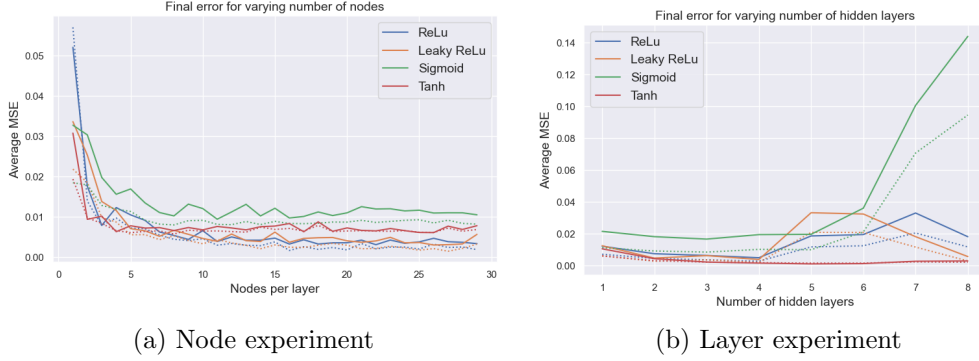 Final error for varying number of nodes
Average MSE
0.05
0.04
0.03
0.02
0.01
0.00
ReLu
Leaky ReLu
Sigmoid
Tanh
0 5 10 15 20 25 30
Nodes per layer
(a) Node experiment
Final error for varying number of hidden layers
Average MSE
0.14
0.12
0.10
0.08
0.06
0.04
0.02
0.00
ReLu
Leaky ReLu
Sigmoid
Tanh
1 2 3 4 5 6 7 8
Number of hidden layers
(b) Layer experiment